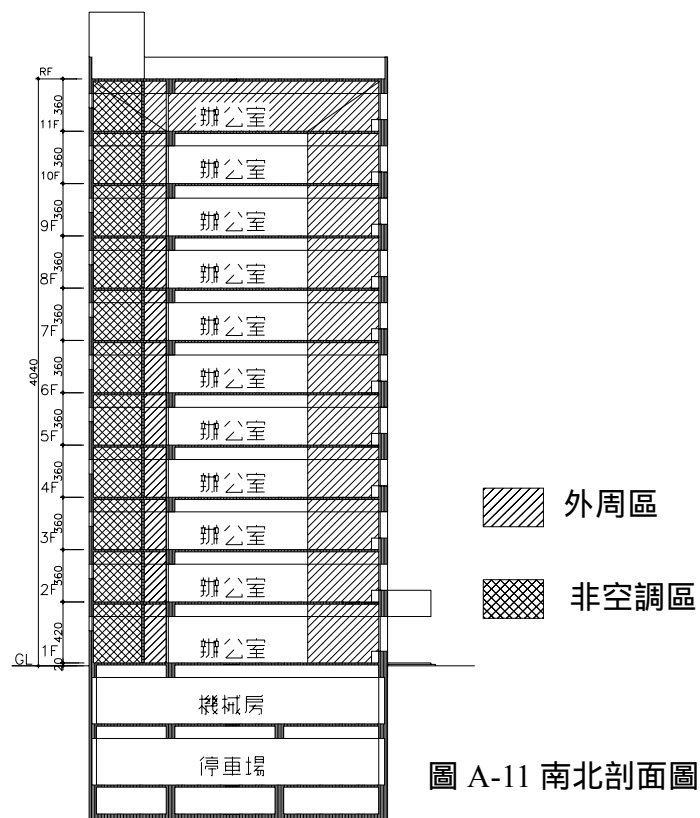 RF
360
11F
辦公室
360
10F
辦公室
360
9F
辦公室
360
8F
辦公室
360
7F
辦公室
4040
360
6F
辦公室
360
5F
辦公室
360
4F
辦公室
外周區
360
3F
辦公室
360
2F
辦公室
非空調區
420
1F
辦公室
GL
20
機械房
停車場
圖 A-11 南北剖面圖